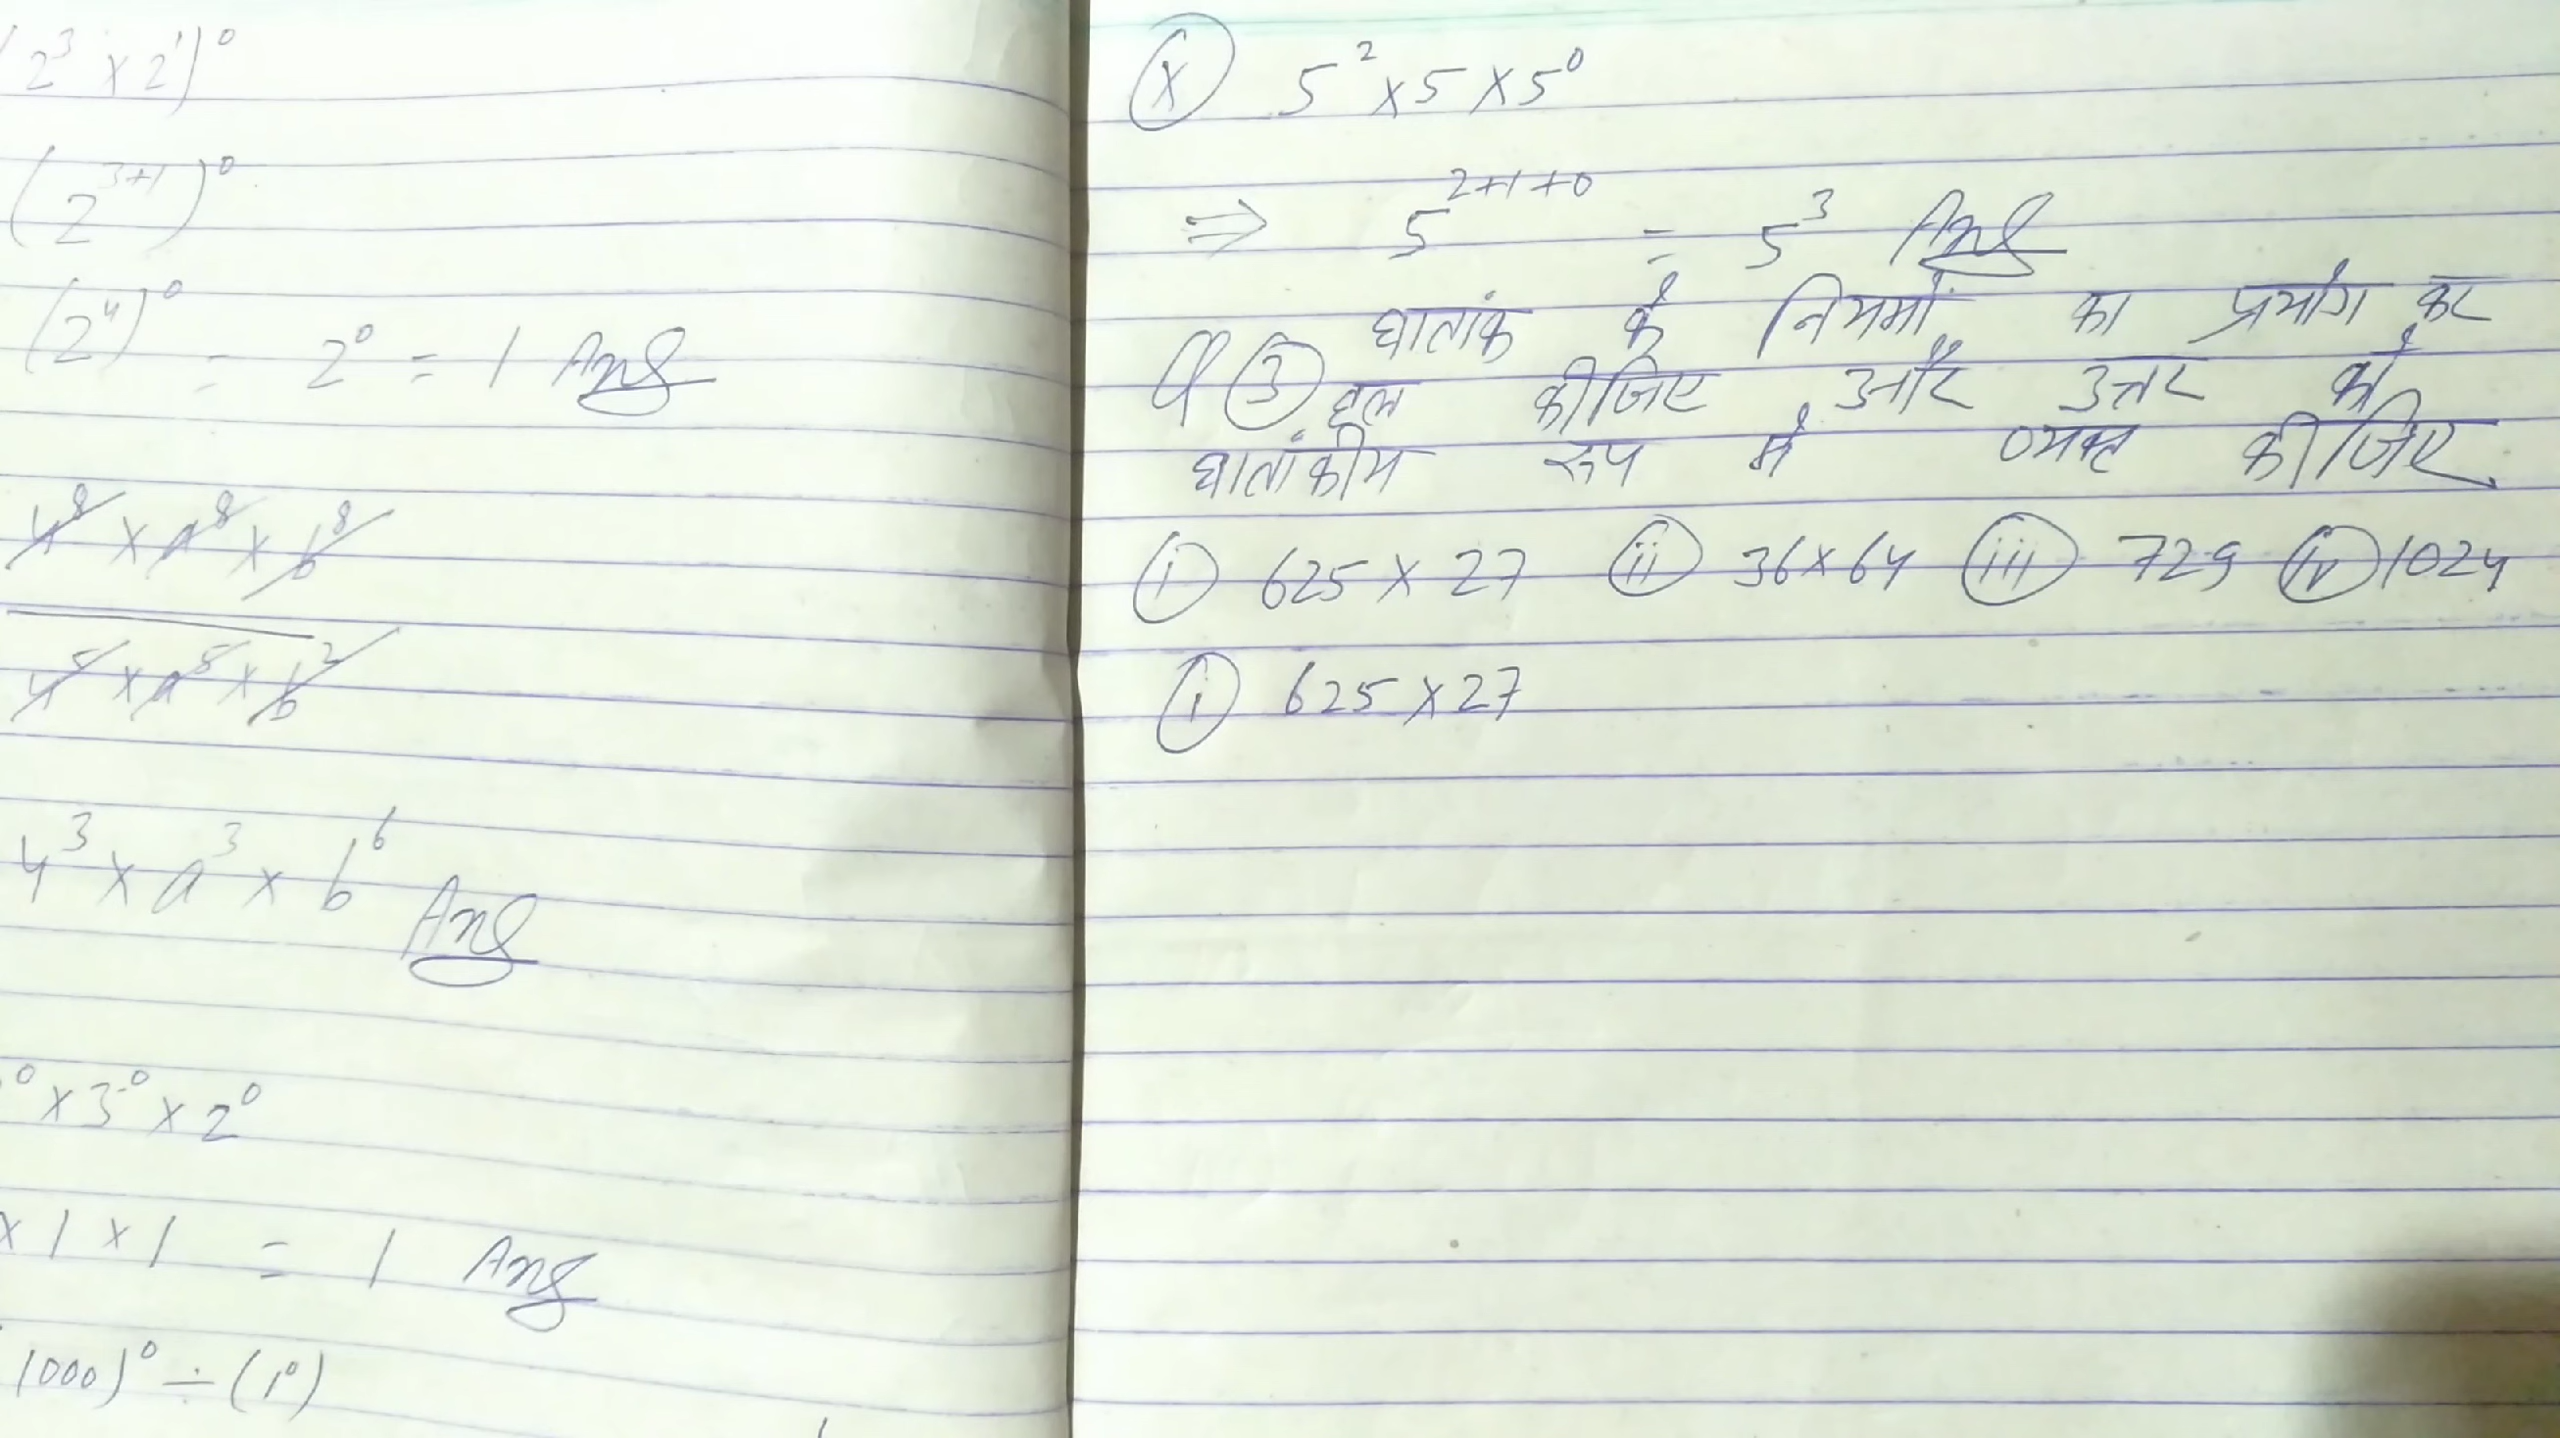 (2³ × 2¹)⁰
(2³⁺¹)⁰
(2⁴)⁰ = 2⁰ = 1 Ans
4⁸ × a⁸ × b⁸
4⁵ × a⁵ × b²
4³ × a³ × b⁶ Ans
⁰ × 3⁰ × 2⁰
× 1 × 1 = 1 Ans
1000)⁰ ÷ (1⁰)
(x) 5² × 5 × 5⁰
⇒ 5²⁺¹⁺⁰ = 5³ Ans
घातांक के नियमों का प्रयोग कर
(3) हल कीजिए और उत्तर को
घातांकीय रूप में व्यक्त कीजिए
(i) 625 × 27 (ii) 36 × 64 (iii) 729 (iv) 1024
(i) 625 × 27